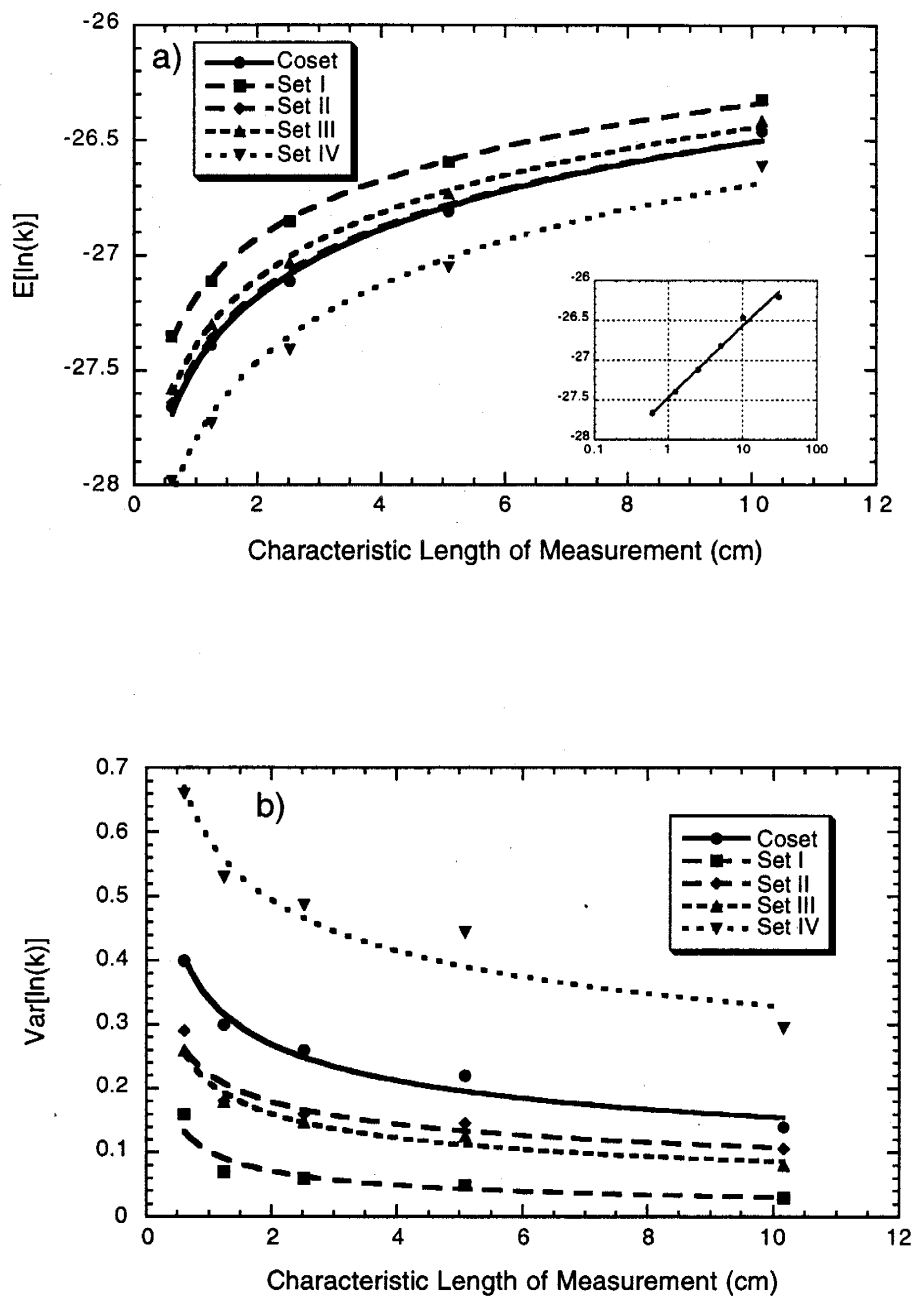 -26
a)
Coset
Set I
Set II
Set III
Set IV
-26.5
E[ln(k)]
-27
-27.5
-28
-26
-26.5
-27
-27.5
-28
0.1 1 10 100
0 2 4 6 8 10 12
Characteristic Length of Measurement (cm)
0.7
b)
0.6
Coset
Set I
Set II
Set III
Set IV
0.5
0.4
Var[ln(k)]
0.3
0.2
0.1
0
0 2 4 6 8 10 12
Characteristic Length of Measurement (cm)